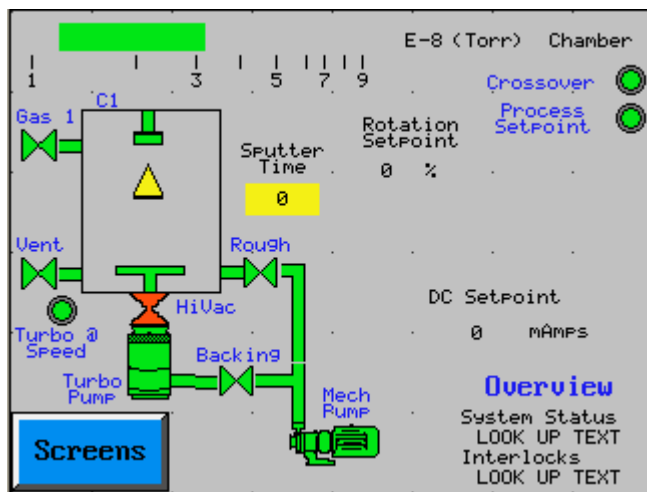 E-8 (Torr) Chamber
1 3 5 7 9
Crossover
C1
Gas 1
Process
Setpoint
Rotation
Setpoint
0 %
Sputter
Time
0
Vent
Rough
HiVac
DC Setpoint
0 mAmps
Turbo @
Speed
Backing
Turbo
Pump
Mech
Pump
Overview
System Status
LOOK UP TEXT
Interlocks
LOOK UP TEXT
Screens